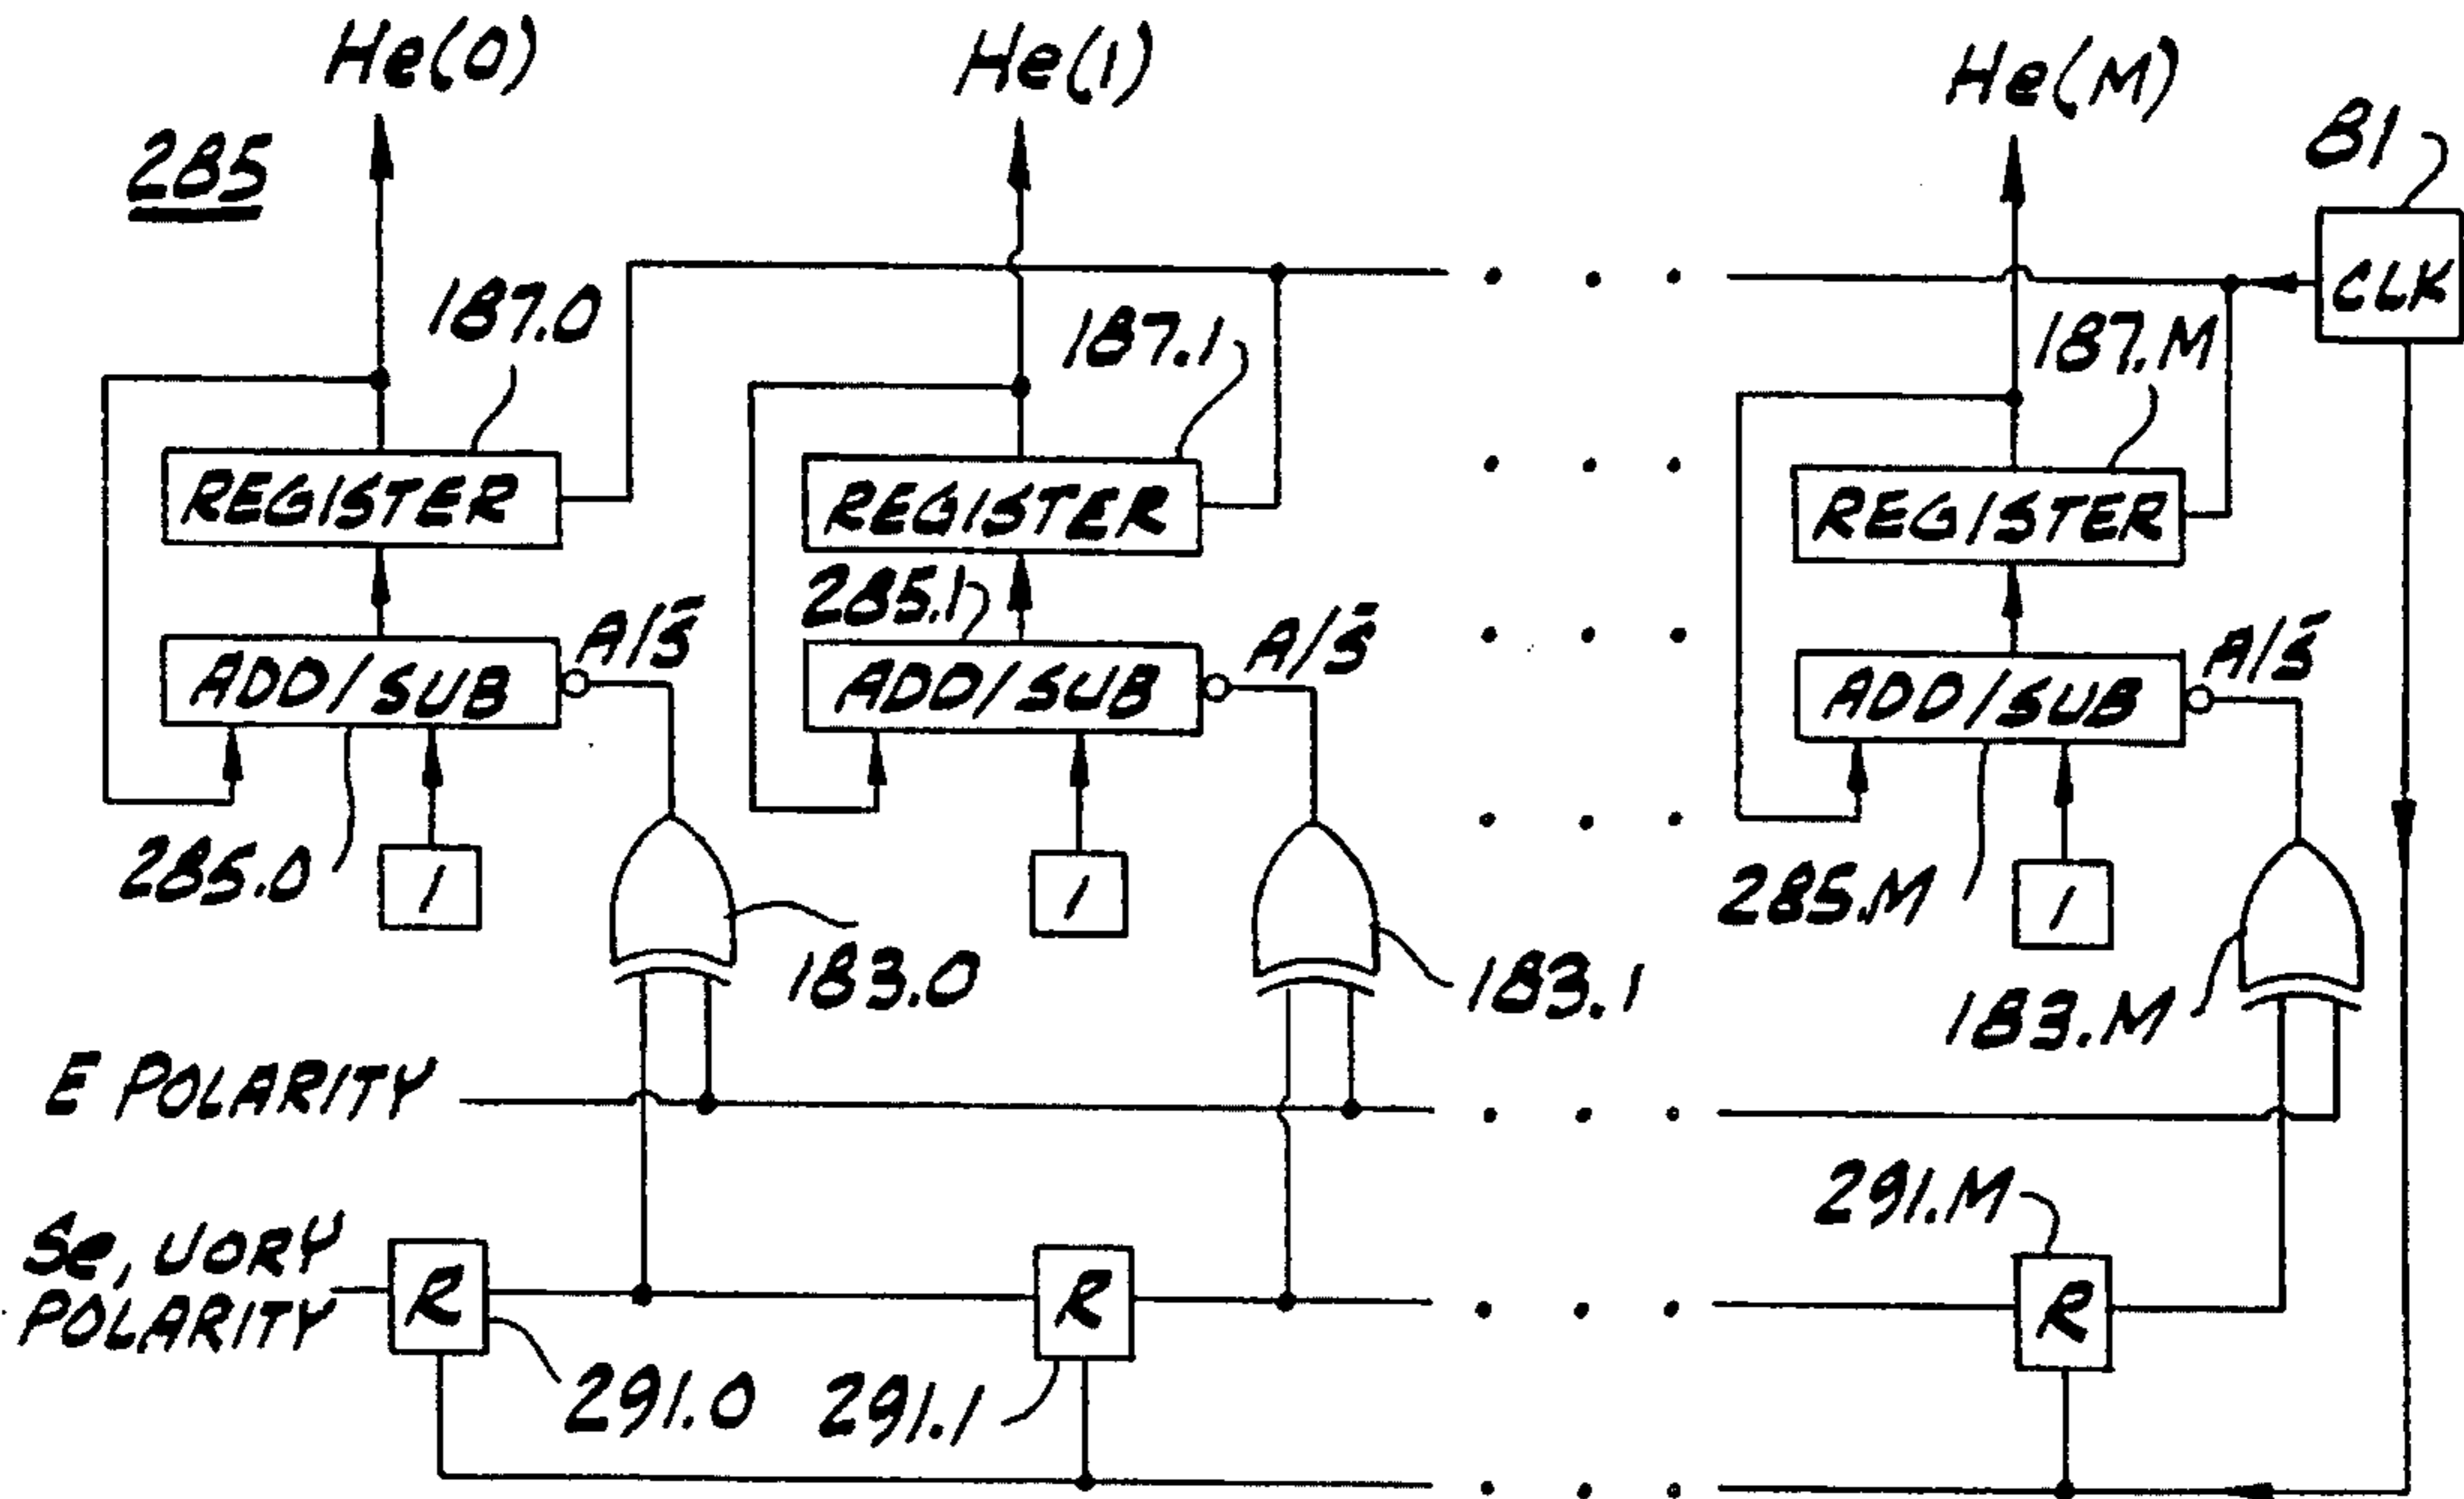 He(0) He(1) He(M)
285
81
CLK
187.0 187.1 187.M
REGISTER REGISTER REGISTER
285.1
A/S̄ A/S̄ A/S̄
ADD/SUB ADD/SUB ADD/SUB
285.0 1 1 285.M 1
183.0 183.1 183.M
E POLARITY
291.M
Se, U OR Y
POLARITY
R R R
291.0 291.1